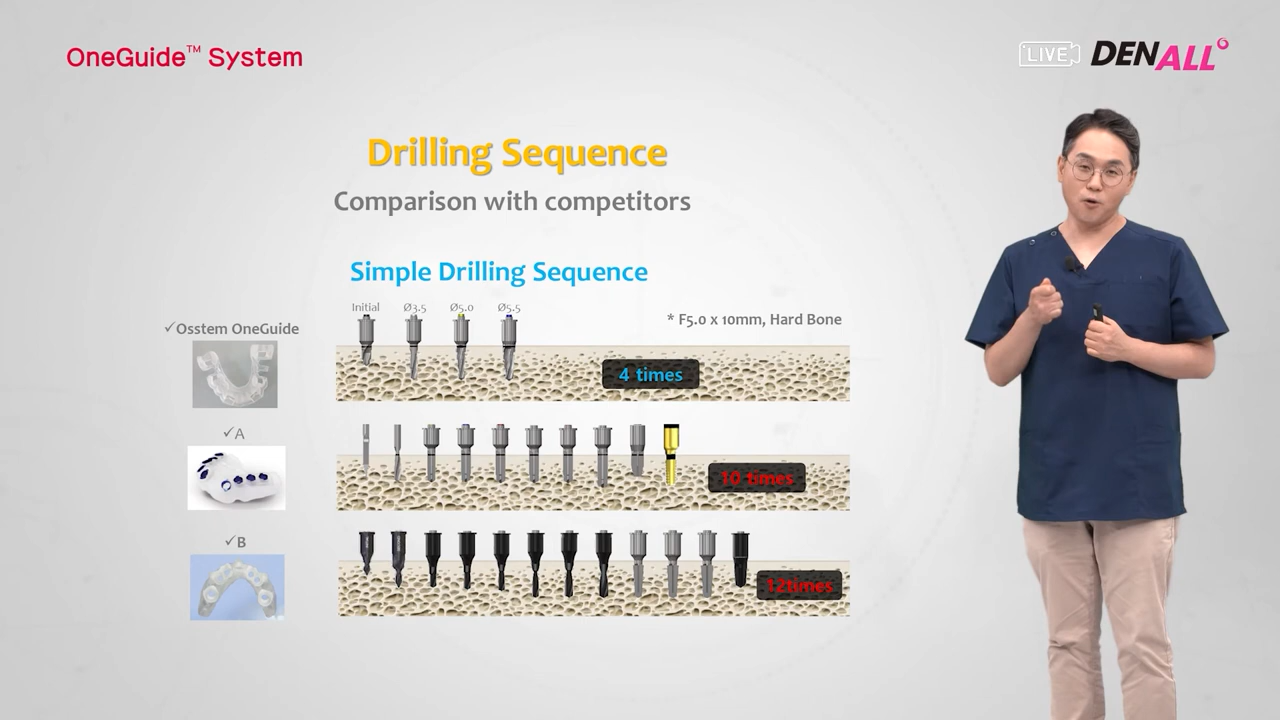 OneGuide™ System
LIVE
DENALL
Drilling Sequence
Comparison with competitors
Simple Drilling Sequence
Initial Ø3.5 Ø5.0 Ø5.5
* F5.0 x 10mm, Hard Bone
✓Osstem OneGuide
4 times
✓A
10 times
✓B
12times